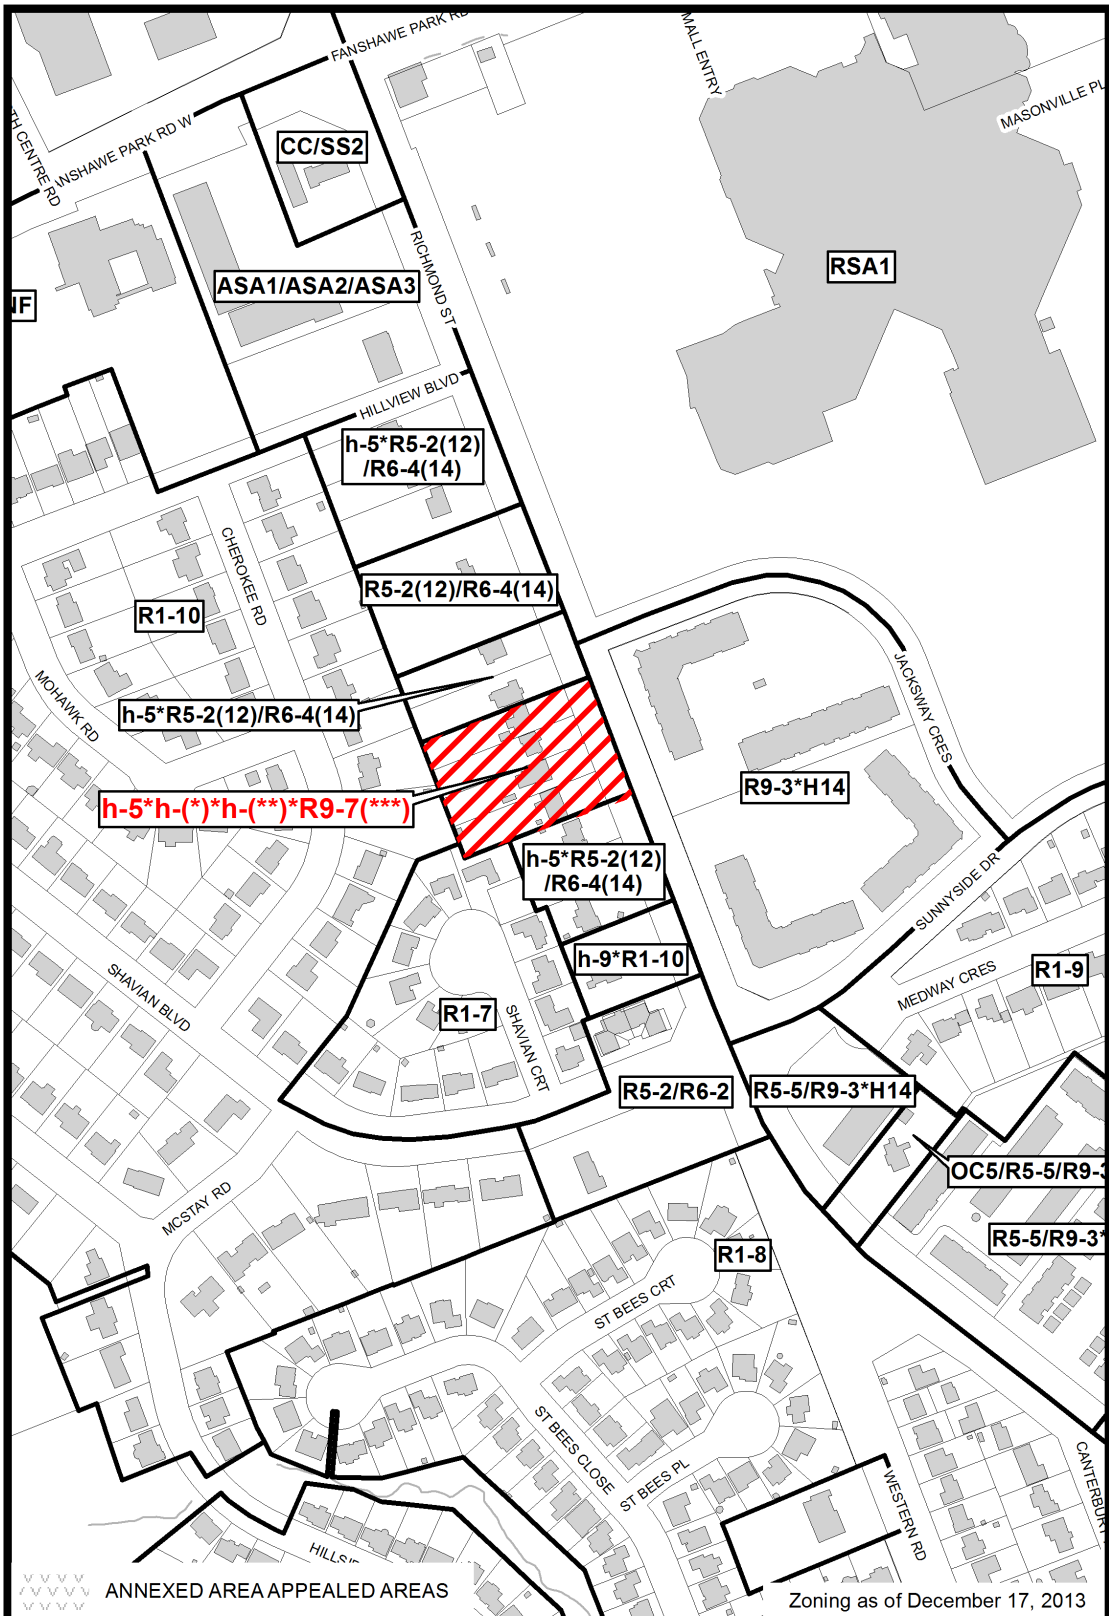 FANSHAWE PARK RD
MALL ENTRY
MASONVILLE PL
TH CENTRE RD
ANSHAWE PARK RD W
CC/SS2
RICHMOND ST
RSA1
ASA1/ASA2/ASA3
NF
HILLVIEW BLVD
h-5*R5-2(12)
/R6-4(14)
CHEROKEE RD
R5-2(12)/R6-4(14)
R1-10
JACKSWAY CRES
MOHAWK RD
h-5*R5-2(12)/R6-4(14)
R9-3*H14
h-5*h-(*)*h-(**)*R9-7(***)
h-5*R5-2(12)
/R6-4(14)
SUNNYSIDE DR
h-9*R1-10
R1-9
MEDWAY CRES
SHAVIAN BLVD
R1-7
SHAVIAN CRT
R5-2/R6-2
R5-5/R9-3*H14
OC5/R5-5/R9-3
MCSTAY RD
R5-5/R9-3*
R1-8
ST BEES CRT
ST BEES CLOSE
ST BEES PL
WESTERN RD
CANTERBURY
HILLSI
ANNEXED AREA APPEALED AREAS
Zoning as of December 17, 2013